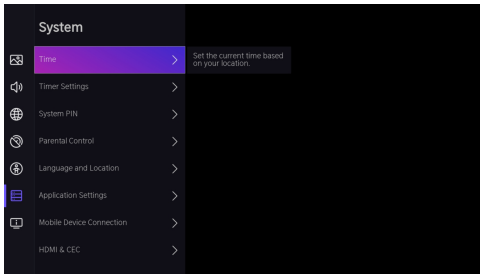 System
Time
Set the current time based
on your location.
Timer Settings
System PIN
Parental Control
Language and Location
Application Settings
Mobile Device Connection
HDMI & CEC